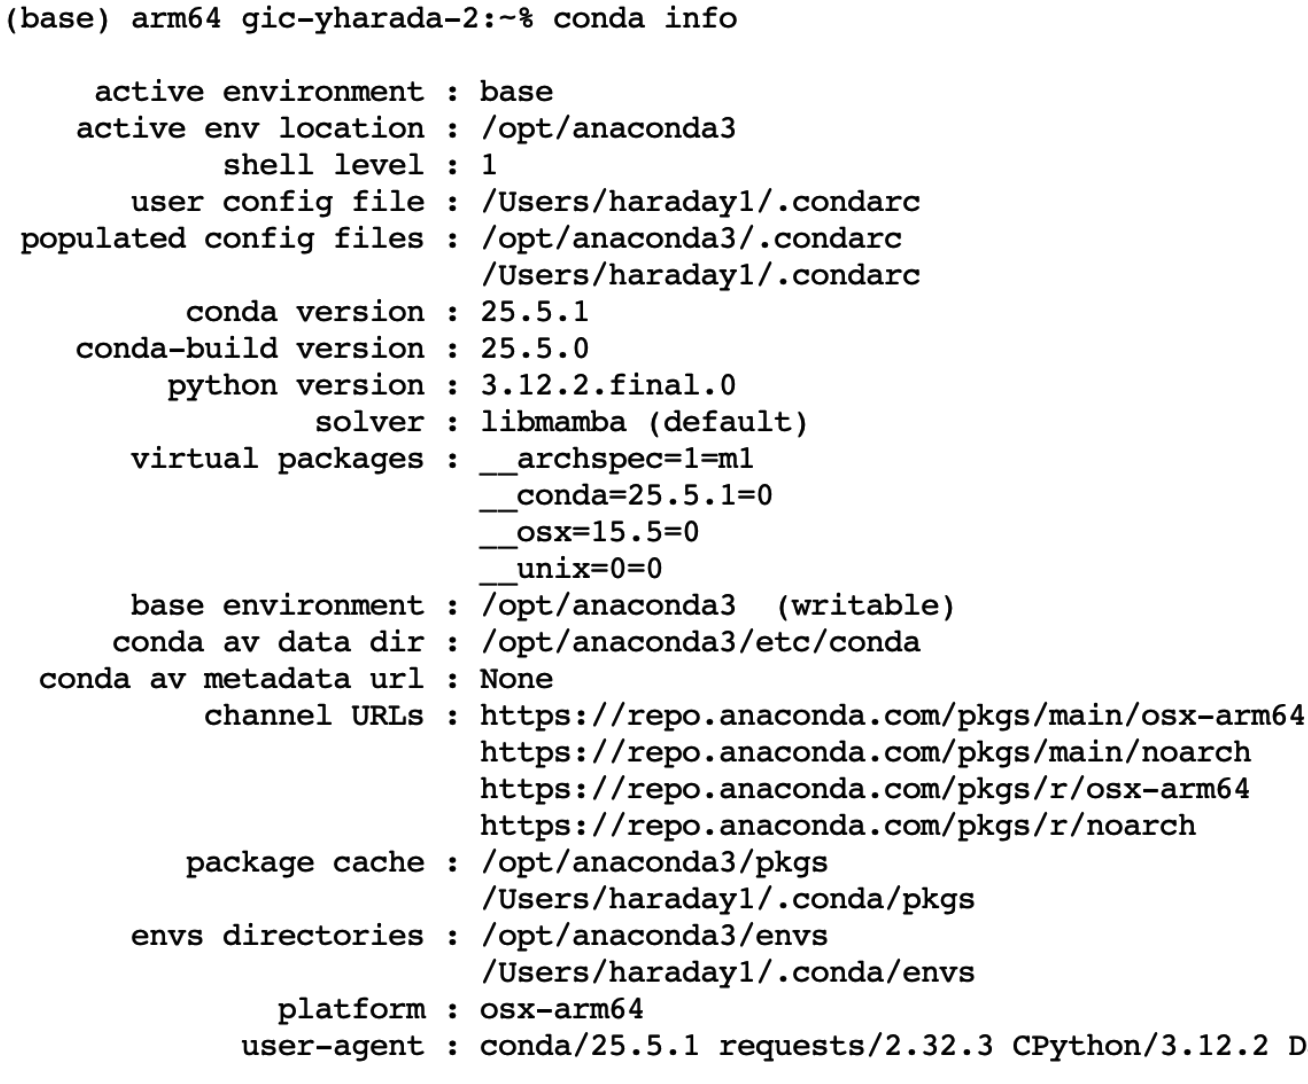 (base) arm64 gic-yharada-2:~% conda info
active environment : base
active env location : /opt/anaconda3
shell level : 1
user config file : /Users/haraday1/.condarc
populated config files : /opt/anaconda3/.condarc
/Users/haraday1/.condarc
conda version : 25.5.1
conda-build version : 25.5.0
python version : 3.12.2.final.0
solver : libmamba (default)
virtual packages : __archspec=1=m1
__conda=25.5.1=0
__osx=15.5=0
__unix=0=0
base environment : /opt/anaconda3  (writable)
conda av data dir : /opt/anaconda3/etc/conda
conda av metadata url : None
channel URLs : https://repo.anaconda.com/pkgs/main/osx-arm64
https://repo.anaconda.com/pkgs/main/noarch
https://repo.anaconda.com/pkgs/r/osx-arm64
https://repo.anaconda.com/pkgs/r/noarch
package cache : /opt/anaconda3/pkgs
/Users/haraday1/.conda/pkgs
envs directories : /opt/anaconda3/envs
/Users/haraday1/.conda/envs
platform : osx-arm64
user-agent : conda/25.5.1 requests/2.32.3 CPython/3.12.2 D